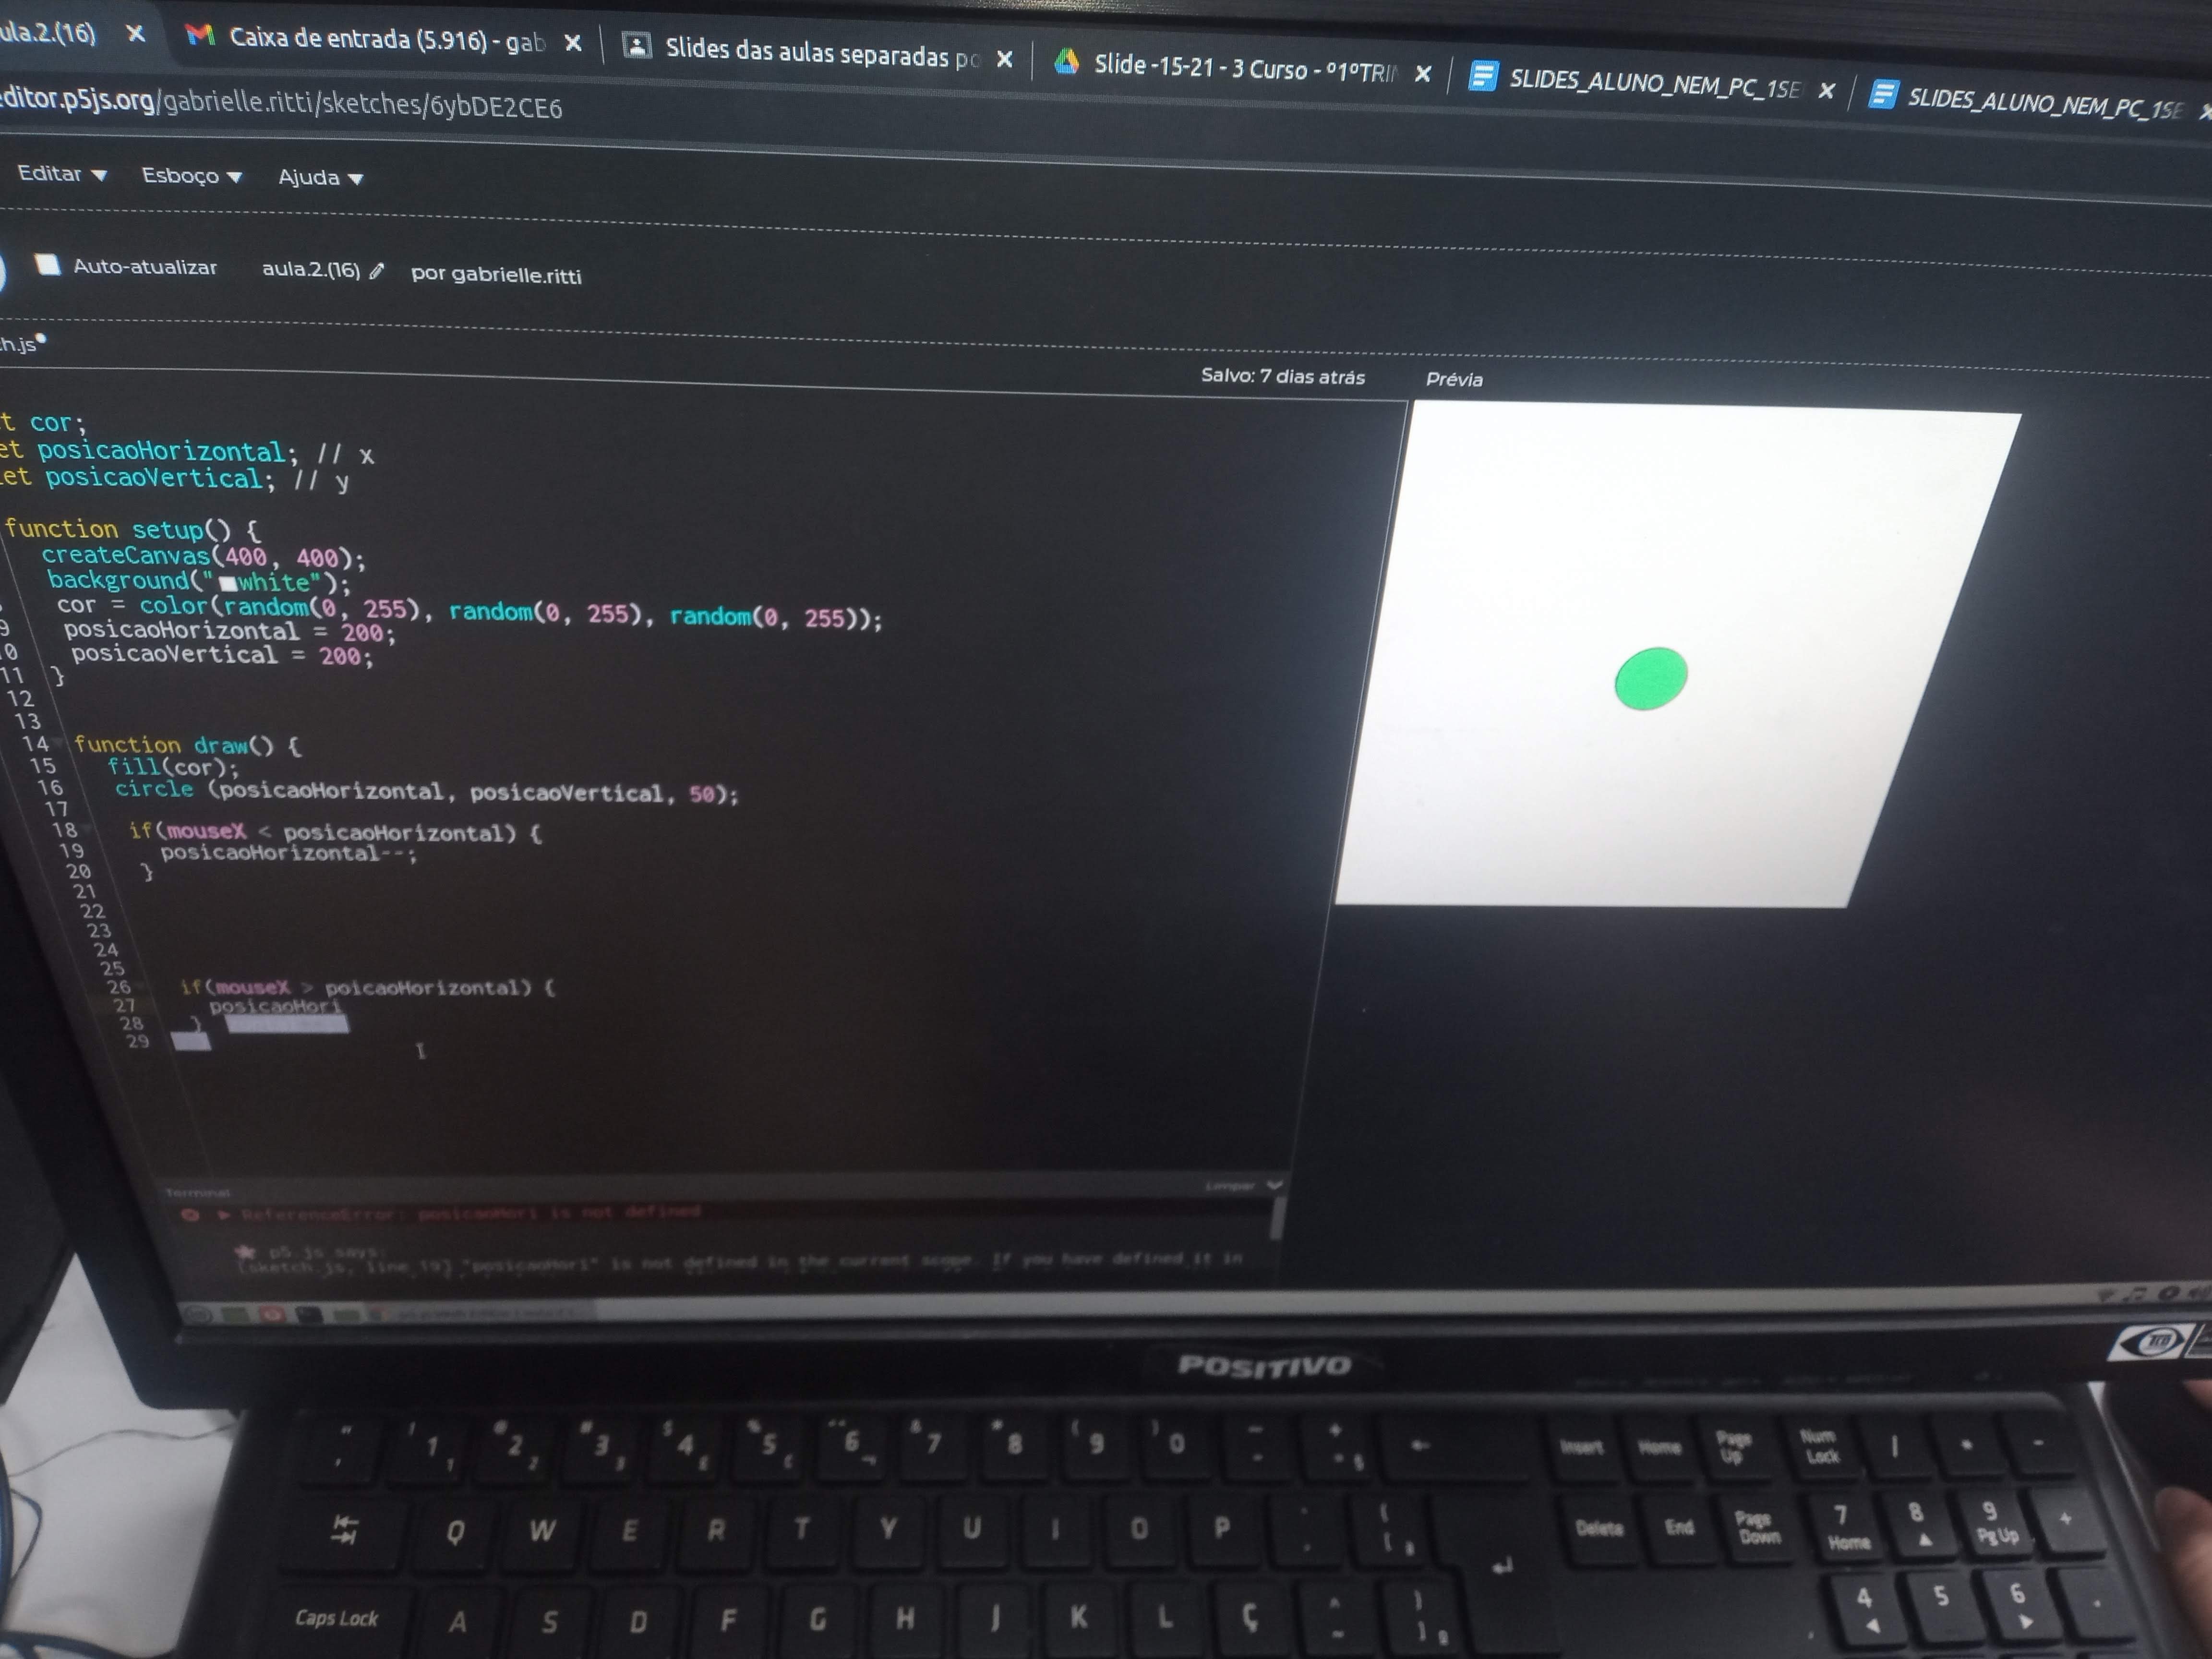 ula.2.(16) × Caixa de entrada (5.916) - gab × Slides das aulas separadas po × Slide -15-21 - 3 Curso - º1ºTRIM × SLIDES_ALUNO_NEM_PC_1SE × SLIDES_ALUNO_NEM_PC_1SE ×
editor.p5js.org/gabrielle.ritti/sketches/6ybDE2CE6
Editar ▼ Esboço ▼ Ajuda ▼
Auto-atualizar aula.2.(16) por gabrielle.ritti
h.js
Salvo: 7 dias atrás Prévia
t cor;
et posicaoHorizontal; // x
let posicaoVertical; // y
function setup() {
createCanvas(400, 400);
background("white");
cor = color(random(0, 255), random(0, 255), random(0, 255));
9 posicaoHorizontal = 200;
10 posicaoVertical = 200;
11 }
12
13
14 function draw() {
15 fill(cor);
16 circle (posicaoHorizontal, posicaoVertical, 50);
17
18 if(mouseX < posicaoHorizontal) {
19 posicaoHorizontal--;
20 }
21
22
23
24
25
26 if(mouseX > poicaoHorizontal) {
27 posicaoHori
28 }
29
Terminal Limpar
▶ ReferenceError: posicaoHori is not defined
p5.js says:
[sketch.js, line 19] "posicaoHori" is not defined in the current scope. If you have defined it in
POSITIVO
TCO
" '
! 1 1
@ 2 2
# 3 3
$ 4 £
% 5 ¢
¨ 6 ¬
& 7
* 8
( 9
) 0
_ -
+ = §
←
Insert Home Page Up Num Lock / * -
Q W E R T Y U I O P
` ´
{ [ ª
Delete End Page Down 7 Home 8 ▲ 9 PgUp +
Caps Lock A S D F G H J K L Ç
^ ~
} ] º
4 ◀ 5 6 ▶ .